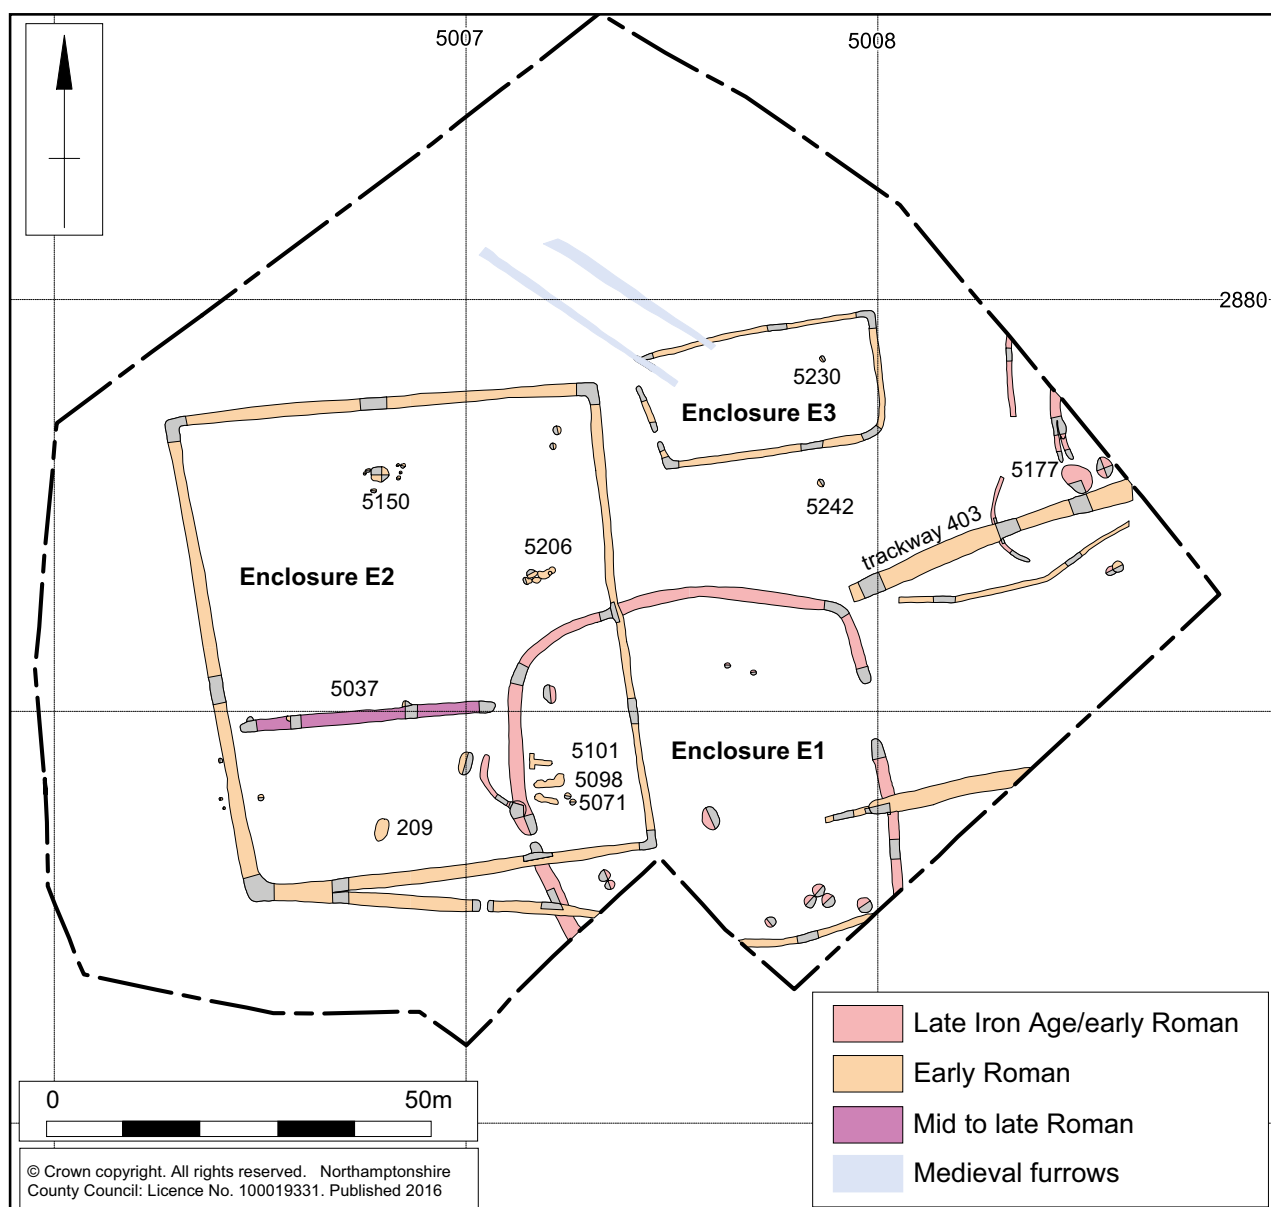 5007
5008
2880
5230
Enclosure E3
5177
5150
5242
trackway 403
5206
Enclosure E2
5037
5101
Enclosure E1
5098
5071
209
Late Iron Age/early Roman
Early Roman
Mid to late Roman
Medieval furrows
0 50m
© Crown copyright. All rights reserved. Northamptonshire
County Council: Licence No. 100019331. Published 2016